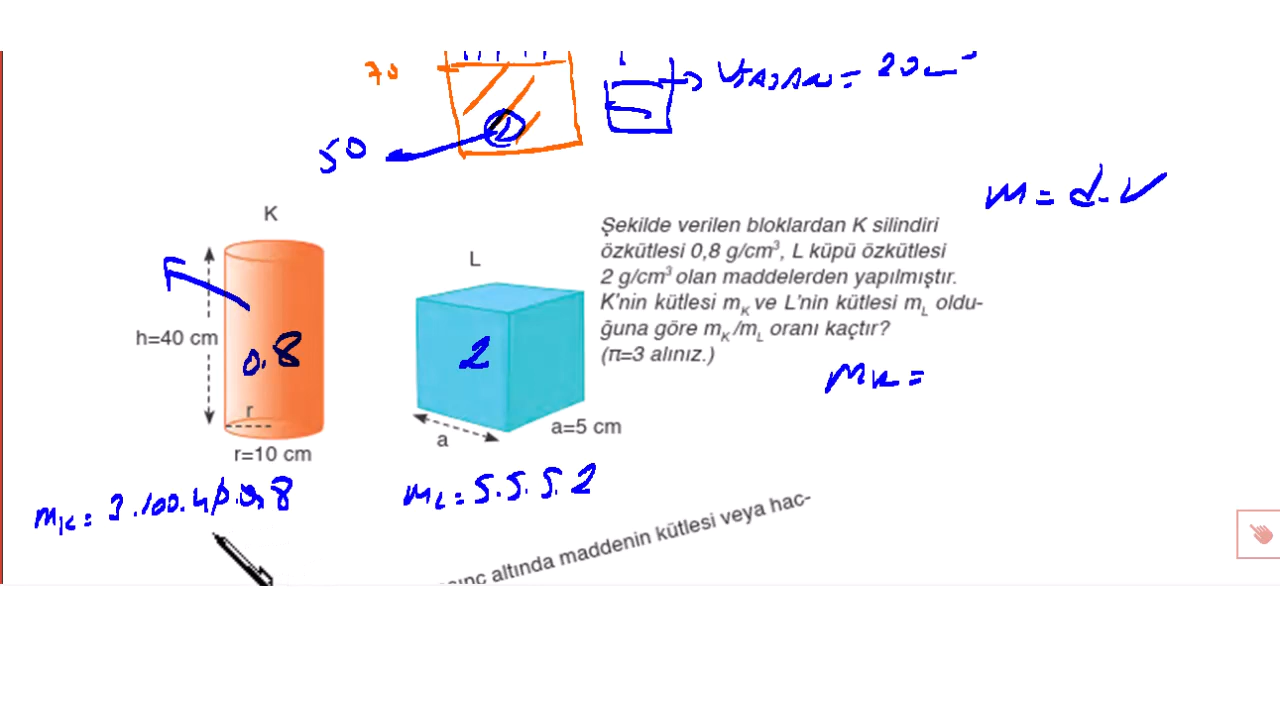 70
VTAŞAN = 20 cm³
50
m = d.V
K
L
Şekilde verilen bloklardan K silindiri
özkütlesi 0,8 g/cm³, L küpü özkütlesi
2 g/cm³ olan maddelerden yapılmıştır.
K'nin kütlesi mK ve L'nin kütlesi mL oldu-
ğuna göre mK/mL oranı kaçtır?
(π=3 alınız.)
h=40 cm
0,8
2
mK =
r
a
a=5 cm
r=10 cm
mK = 3.100.40.0,8
mL = 5.5.5.2
altında maddenin kütlesi veya hac-